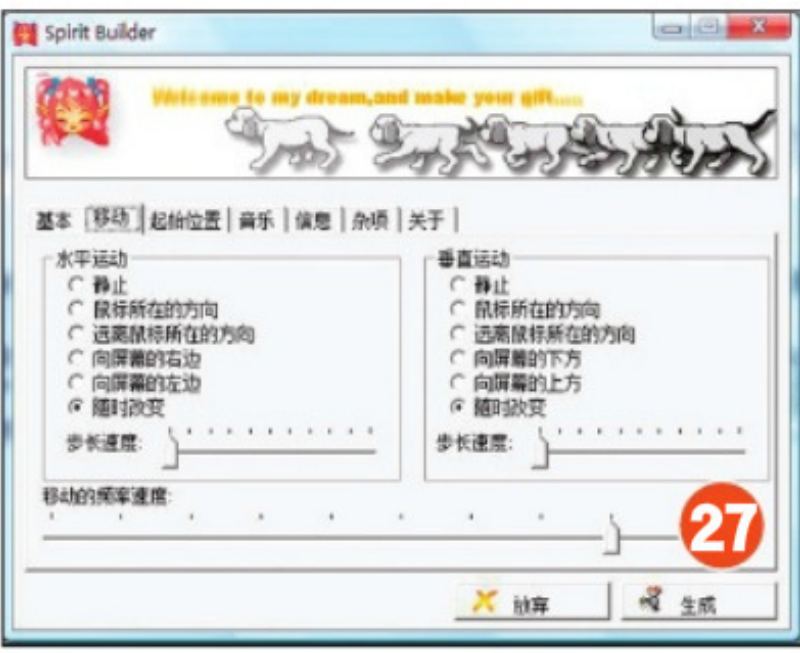 Spirit Builder
Welcome to my dream,and make your gift.....
基本 移动 起始位置 音乐 信息 杂项 关于
水平运动
静止
鼠标所在的方向
远离鼠标所在的方向
向屏幕的右边
向屏幕的左边
随时改变
步长速度:
垂直运动
静止
鼠标所在的方向
远离鼠标所在的方向
向屏幕的下方
向屏幕的上方
随时改变
步长速度:
移动的频率速度:
27
放弃
生成